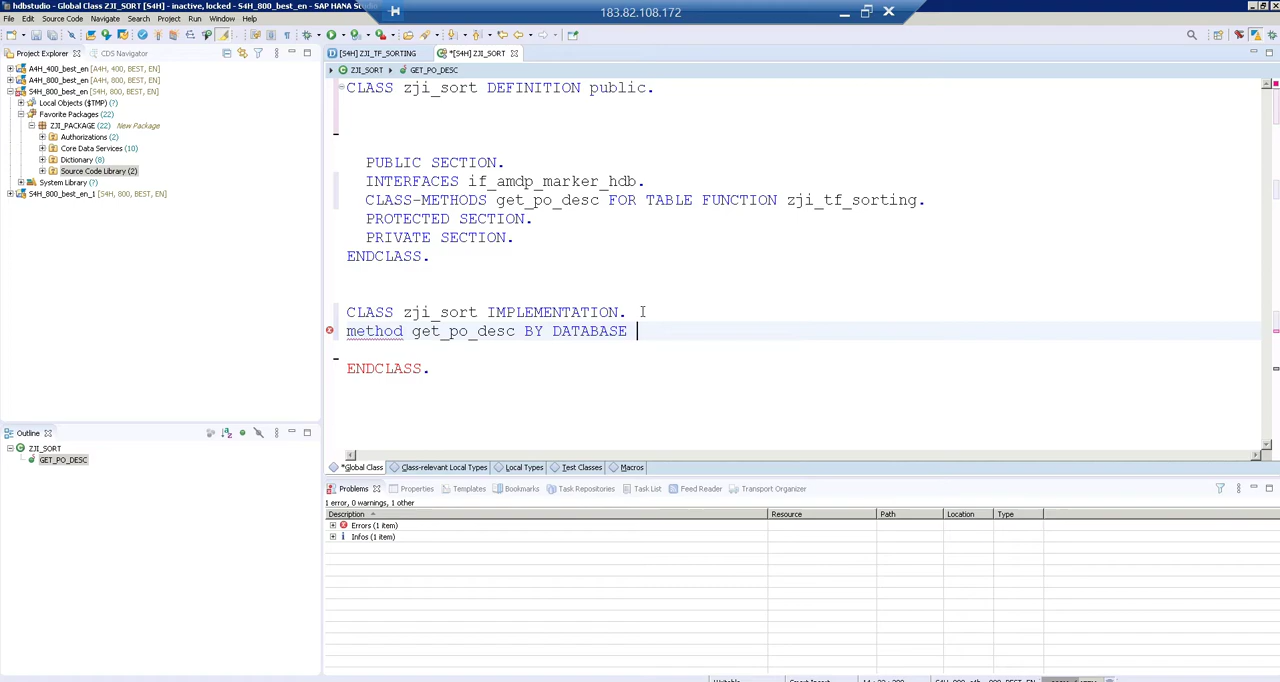 hdbstudio - Global Class ZJI_SORT [S4H] - inactive, locked - S4H_800_best_en - SAP HANA
183.82.108.172
File Edit Source Code Navigate Search Project Run Window Help
Project Explorer
CDS Navigator
A4H_400_best_en [A4H, 400, BEST, EN]
A4H_800_best_en [A4H, 800, BEST, EN]
S4H_800_best_en [S4H, 800, BEST, EN]
Local Objects ($TMP) (?)
Favorite Packages (22)
ZJI_PACKAGE (22) New Package
Authorizations (2)
Core Data Services (10)
Dictionary (8)
Source Code Library (2)
System Library (?)
S4H_800_best_en_1 [S4H, 800, BEST, EN]
[S4H] ZJI_TF_SORTING
*[S4H] ZJI_SORT
ZJI_SORT
GET_PO_DESC
CLASS zji_sort DEFINITION public.
PUBLIC SECTION.
INTERFACES if_amdp_marker_hdb.
CLASS-METHODS get_po_desc FOR TABLE FUNCTION zji_tf_sorting.
PROTECTED SECTION.
PRIVATE SECTION.
ENDCLASS.
CLASS zji_sort IMPLEMENTATION.
method get_po_desc BY DATABASE
ENDCLASS.
Outline
ZJI_SORT
GET_PO_DESC
*Global Class
Class-relevant Local Types
Local Types
Test Classes
Macros
Problems
Properties
Templates
Bookmarks
Task Repositories
Task List
Feed Reader
Transport Organizer
1 error, 0 warnings, 1 other
Description Resource Path Location Type
Errors (1 item)
Infos (1 item)